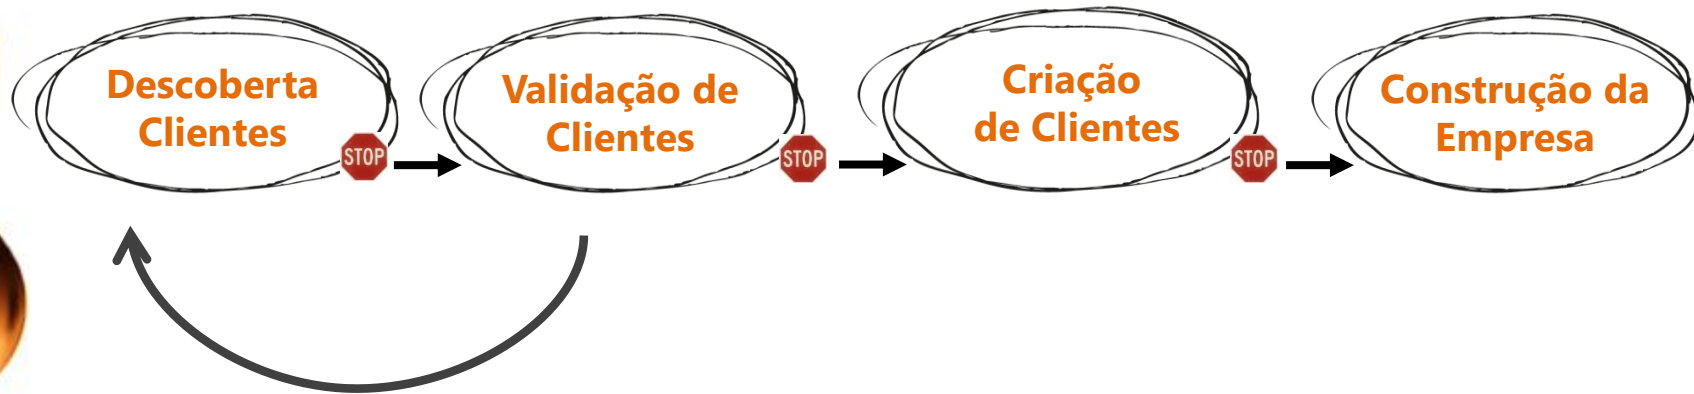 Descoberta
Clientes
STOP
Validação de
Clientes
STOP
Criação
de Clientes
STOP
Construção da
Empresa